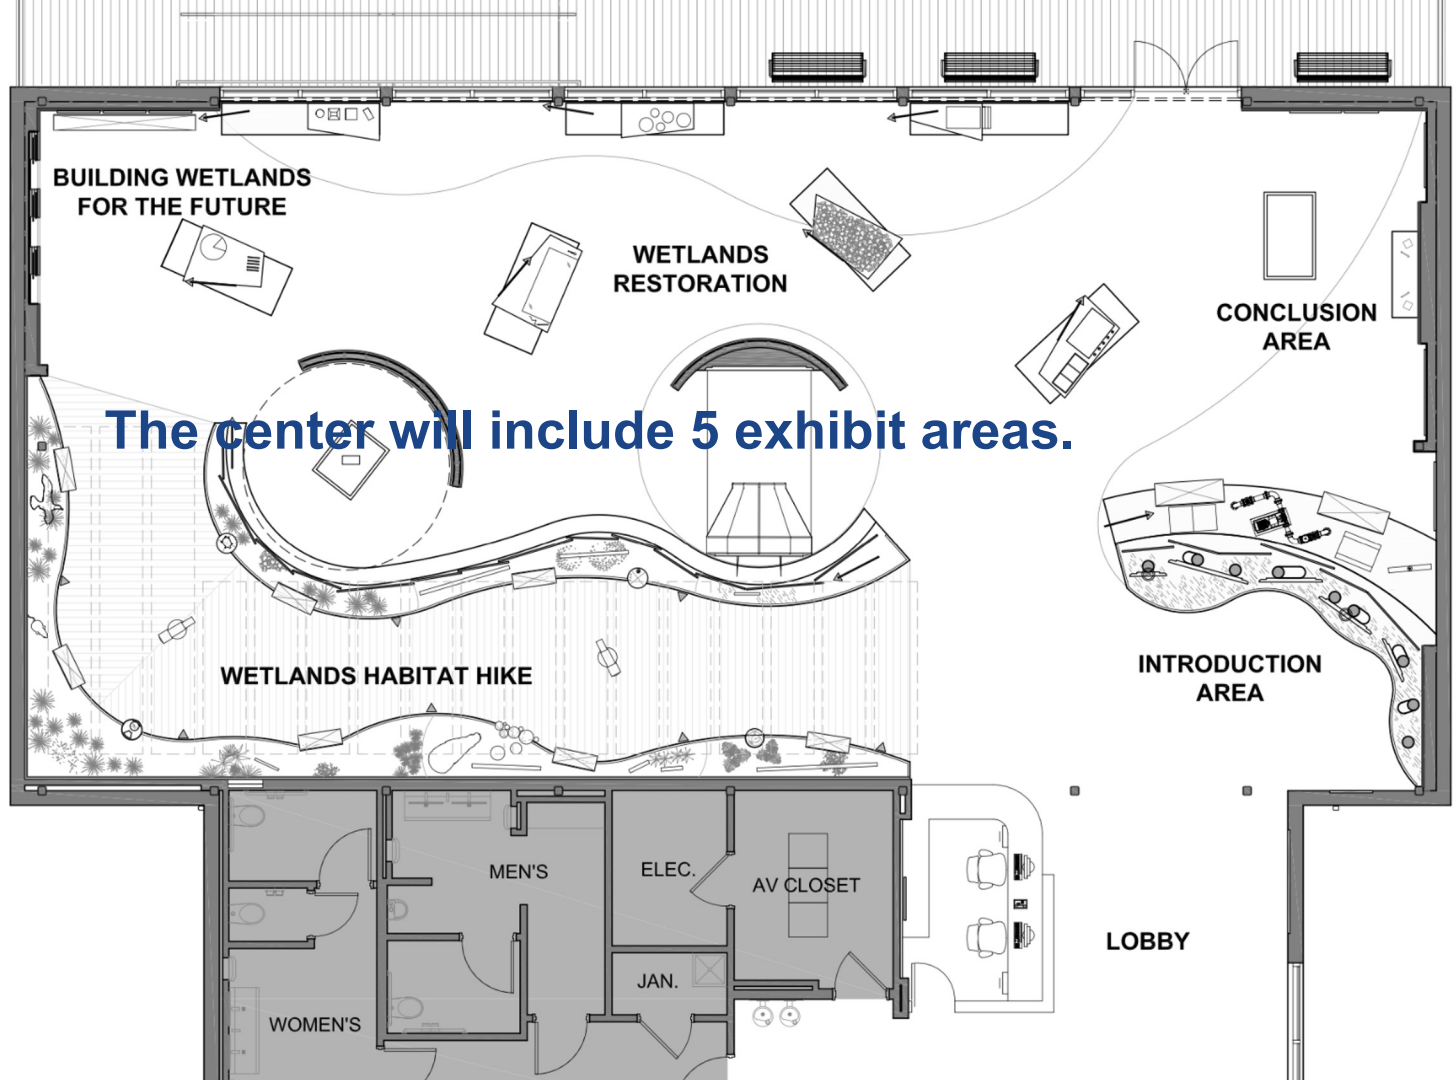 BUILDING WETLANDS
FOR THE FUTURE
WETLANDS
RESTORATION
CONCLUSION
AREA
The center will include 5 exhibit areas.
WETLANDS HABITAT HIKE
INTRODUCTION
AREA
MEN'S
ELEC.
AV CLOSET
LOBBY
JAN.
WOMEN'S